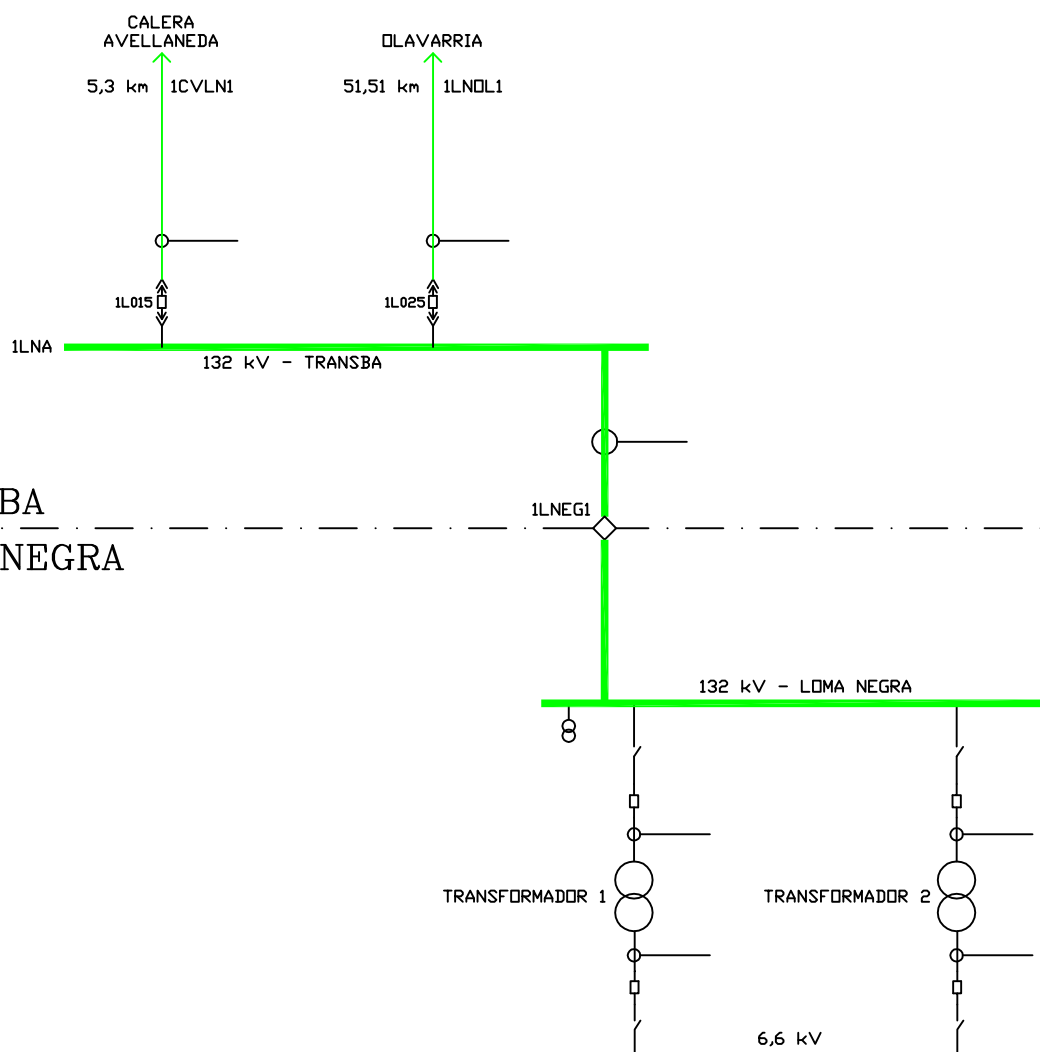 CALERA
AVELLANEDA
OLAVARRIA
5,3 km 1CVLN1
51,51 km 1LNOL1
1L015
1L025
1LNA
132 kV - TRANSBA
BA
1LNEG1
NEGRA
132 kV - LOMA NEGRA
TRANSFORMADOR 1
TRANSFORMADOR 2
6,6 kV